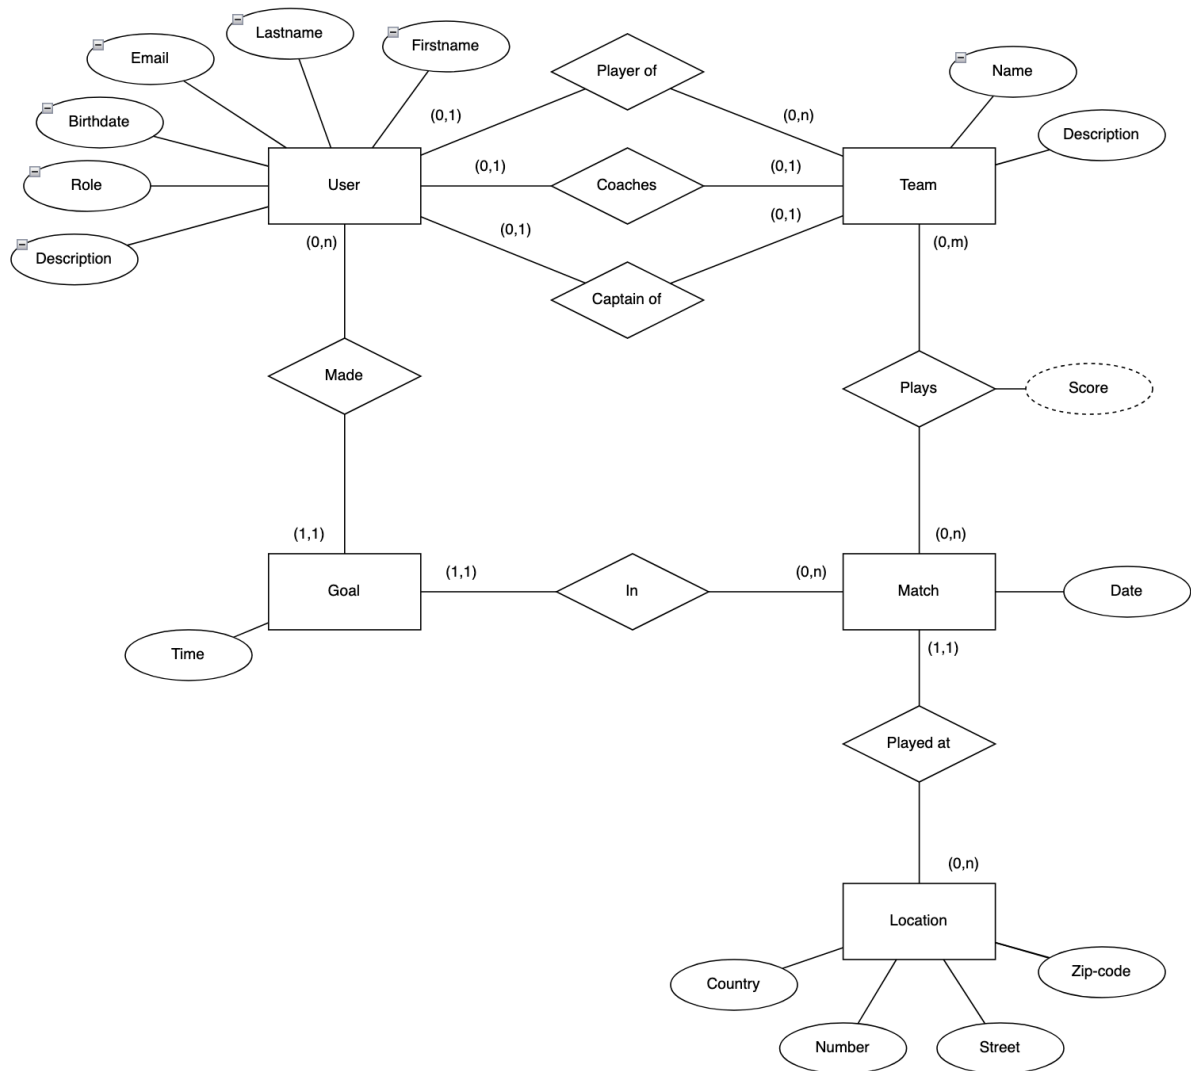 Lastname
Firstname
Email
Player of
Name
Birthdate
(0,1)
(0,n)
Description
Role
User
(0,1)
Coaches
(0,1)
Team
(0,1)
(0,1)
Description
(0,n)
(0,m)
Captain of
Made
Plays
Score
(1,1)
(0,n)
(1,1)
(0,n)
Goal
In
Match
Date
Time
(1,1)
Played at
(0,n)
Location
Country
Zip-code
Number
Street